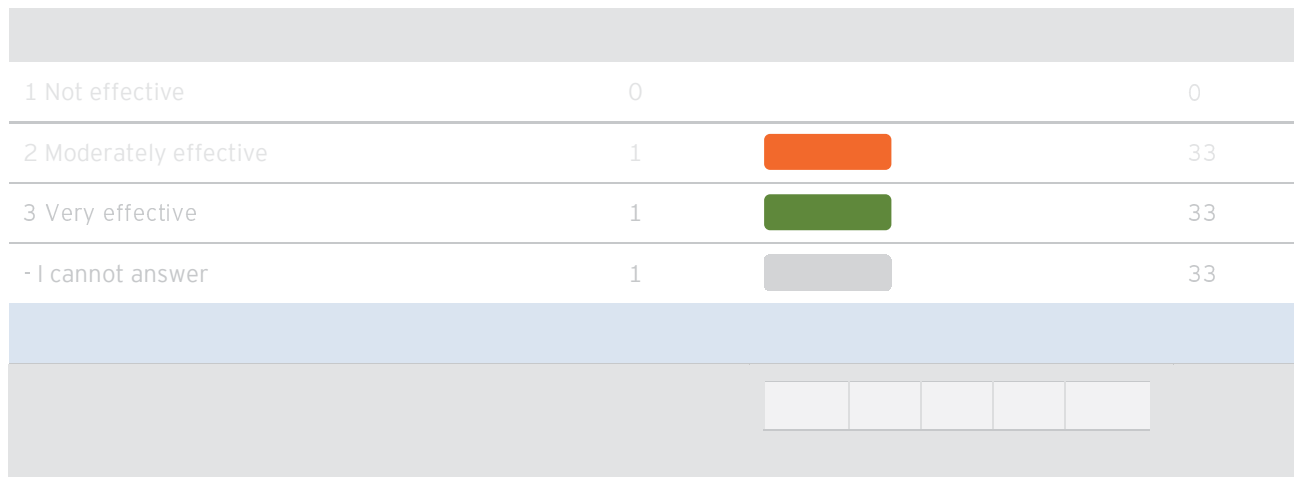 1 Not effective 0 0
2 Moderately effective 1 33
3 Very effective 1 33
- I cannot answer 1 33